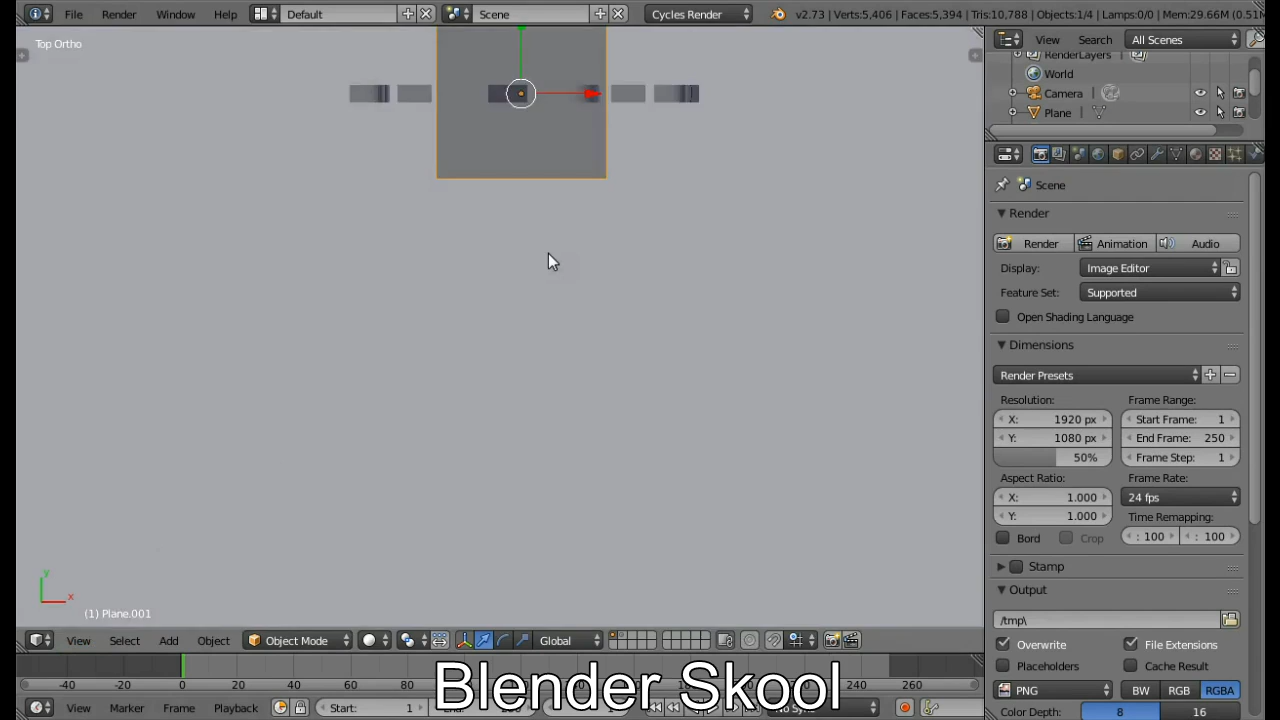 File Render Window Help Default Scene Cycles Render v2.73 | Verts:5,406 | Faces:5,394 | Tris:10,788 | Objects:1/4 | Lamps:0/0 | Mem:29.66M (0.51M
Top Ortho
View Search All Scenes
RenderLayers
World
Camera
Plane
Scene
Render
Render Animation Audio
Display: Image Editor
Feature Set: Supported
Open Shading Language
Dimensions
Render Presets
Resolution: Frame Range:
X: 1920 px Start Frame: 1
Y: 1080 px End Frame: 250
50% Frame Step: 1
Aspect Ratio: Frame Rate:
X: 1.000 24 fps
Y: 1.000 Time Remapping:
Bord Crop : 100 : 100
Stamp
Output
/tmp\
Overwrite File Extensions
Placeholders Cache Result
PNG BW RGB RGBA
Color Depth: 8 16
y
x
(1) Plane.001
View Select Add Object Object Mode Global
-40 -20 0 20 40 60 80 240 260
View Marker Frame Playback Start: 1
Blender Skool